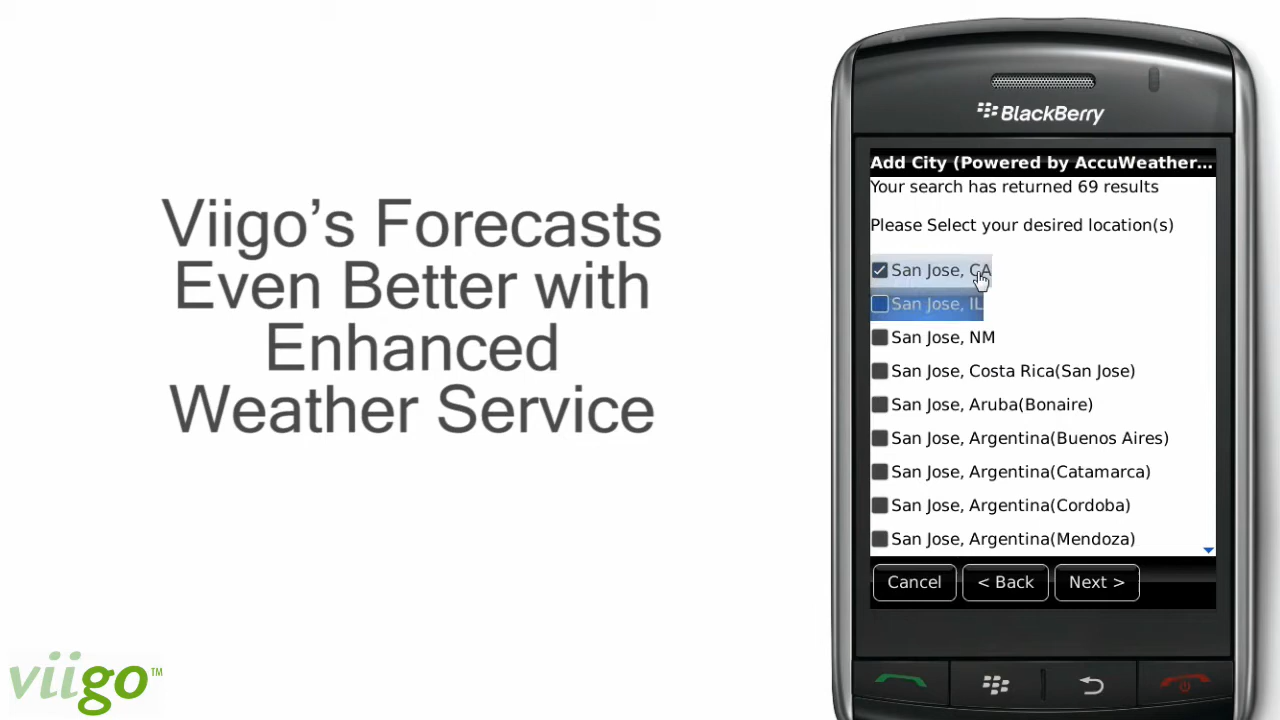 Viigo’s Forecasts
Even Better with
Enhanced
Weather Service
viigo™
BlackBerry
Add City (Powered by AccuWeather...
Your search has returned 69 results
Please Select your desired location(s)
San Jose, CA
San Jose, IL
San Jose, NM
San Jose, Costa Rica(San Jose)
San Jose, Aruba(Bonaire)
San Jose, Argentina(Buenos Aires)
San Jose, Argentina(Catamarca)
San Jose, Argentina(Cordoba)
San Jose, Argentina(Mendoza)
Cancel < Back Next >